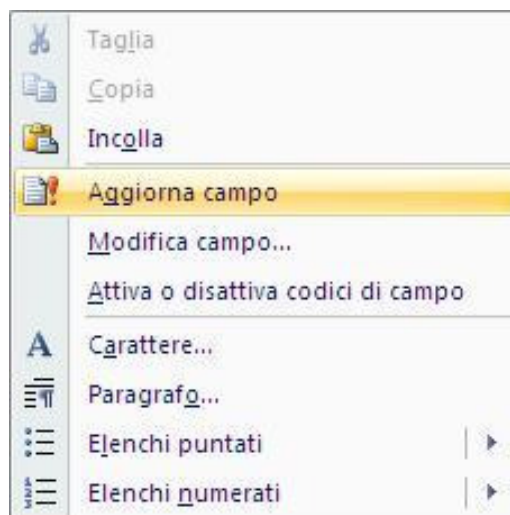 Taglia
Copia
Incolla
Aggiorna campo
Modifica campo...
Attiva o disattiva codici di campo
Carattere...
Paragrafo...
Elenchi puntati
Elenchi numerati